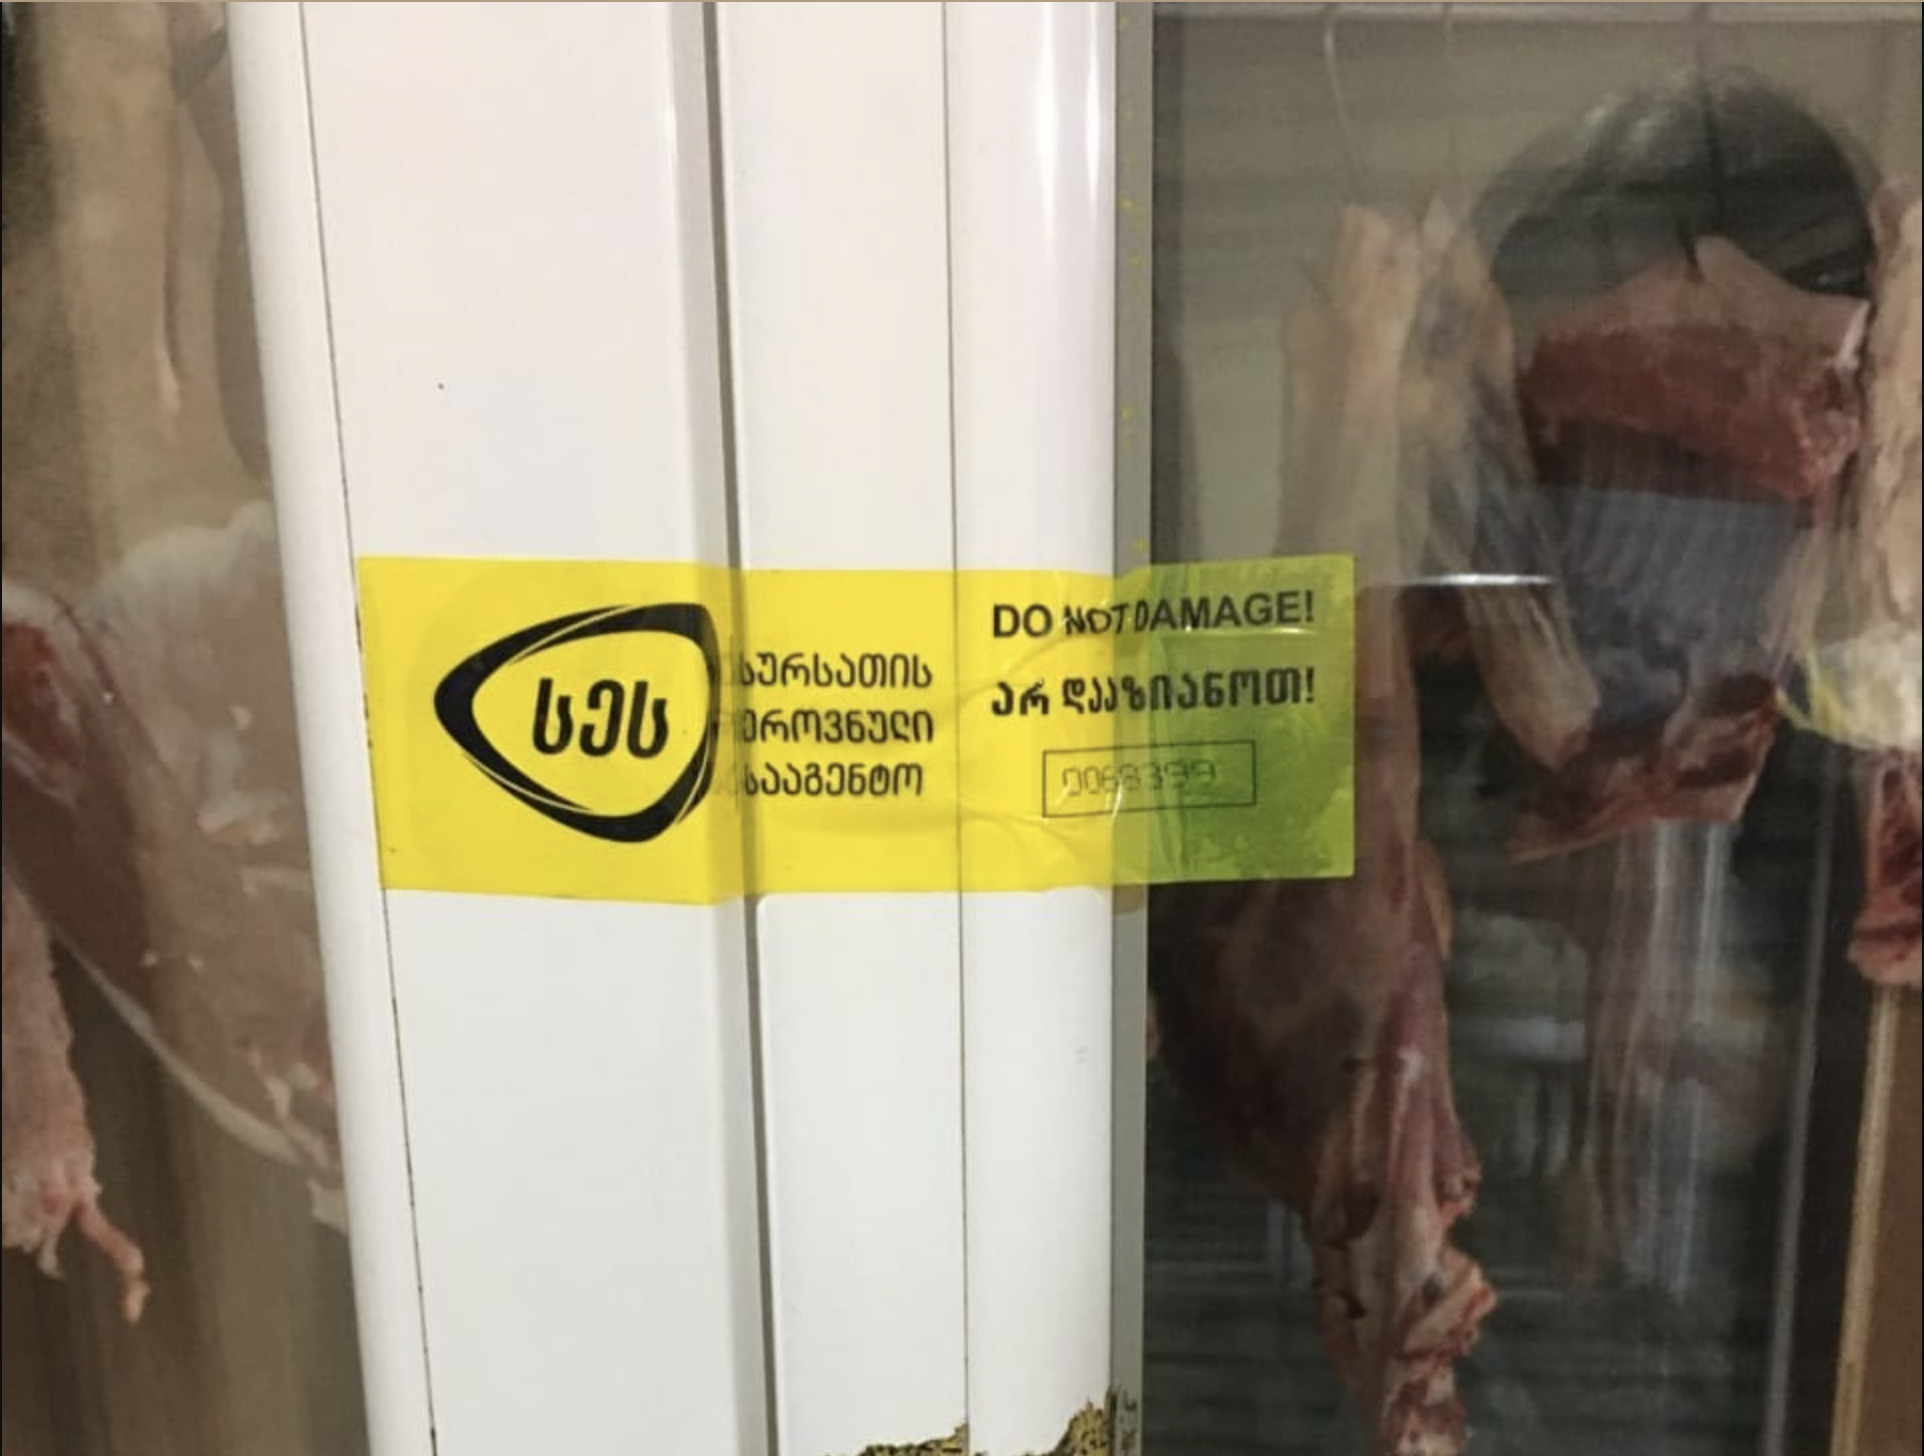 სეს
სურსათის
ეროვნული
სააგენტო
DO NOT DAMAGE!
არ დააზიანოთ!